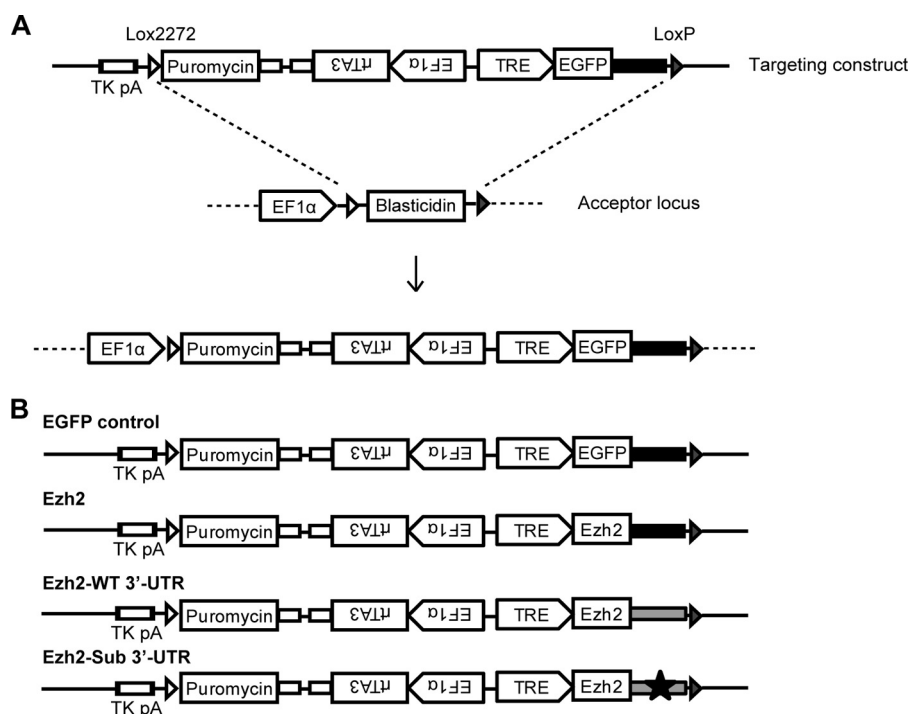 A
Lox2272 LoxP
Puromycin rtTA3 EF1α TRE EGFP Targeting construct
TK pA
EF1α Blasticidin Acceptor locus
EF1α Puromycin rtTA3 EF1α TRE EGFP
B
EGFP control
Puromycin rtTA3 EF1α TRE EGFP
TK pA
Ezh2
Puromycin rtTA3 EF1α TRE Ezh2
TK pA
Ezh2-WT 3’-UTR
Puromycin rtTA3 EF1α TRE Ezh2
TK pA
Ezh2-Sub 3’-UTR
Puromycin rtTA3 EF1α TRE Ezh2
TK pA